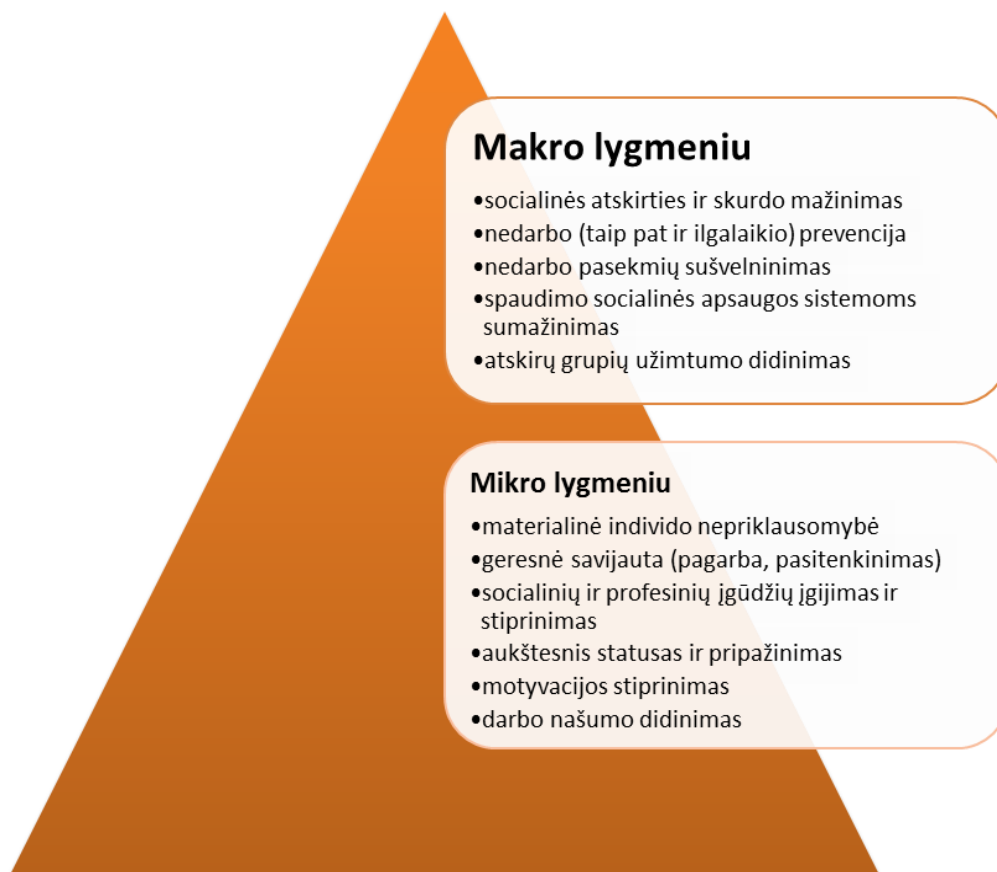 Makro lygmeniu
•socialinės atskirties ir skurdo mažinimas
•nedarbo (taip pat ir ilgalaikio) prevencija
•nedarbo pasekmių sušvelninimas
•spaudimo socialinės apsaugos sistemoms
sumažinimas
•atskirų grupių užimtumo didinimas
Mikro lygmeniu
•materialinė individo nepriklausomybė
•geresnė savijauta (pagarba, pasitenkinimas)
•socialinių ir profesinių įgūdžių įgijimas ir
stiprinimas
•aukštesnis statusas ir pripažinimas
•motyvacijos stiprinimas
•darbo našumo didinimas